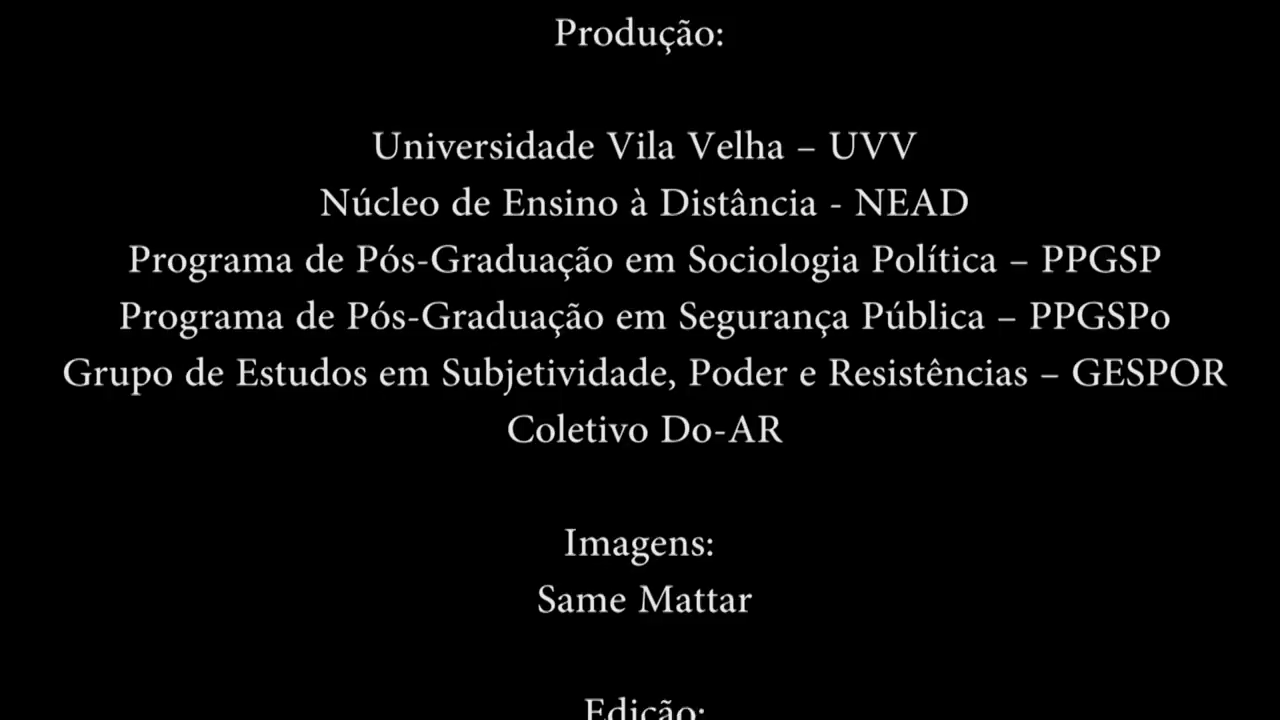 Produção:
Universidade Vila Velha – UVV
Núcleo de Ensino à Distância - NEAD
Programa de Pós-Graduação em Sociologia Política – PPGSP
Programa de Pós-Graduação em Segurança Pública – PPGSPo
Grupo de Estudos em Subjetividade, Poder e Resistências – GESPOR
Coletivo Do-AR
Imagens:
Same Mattar
Edição: